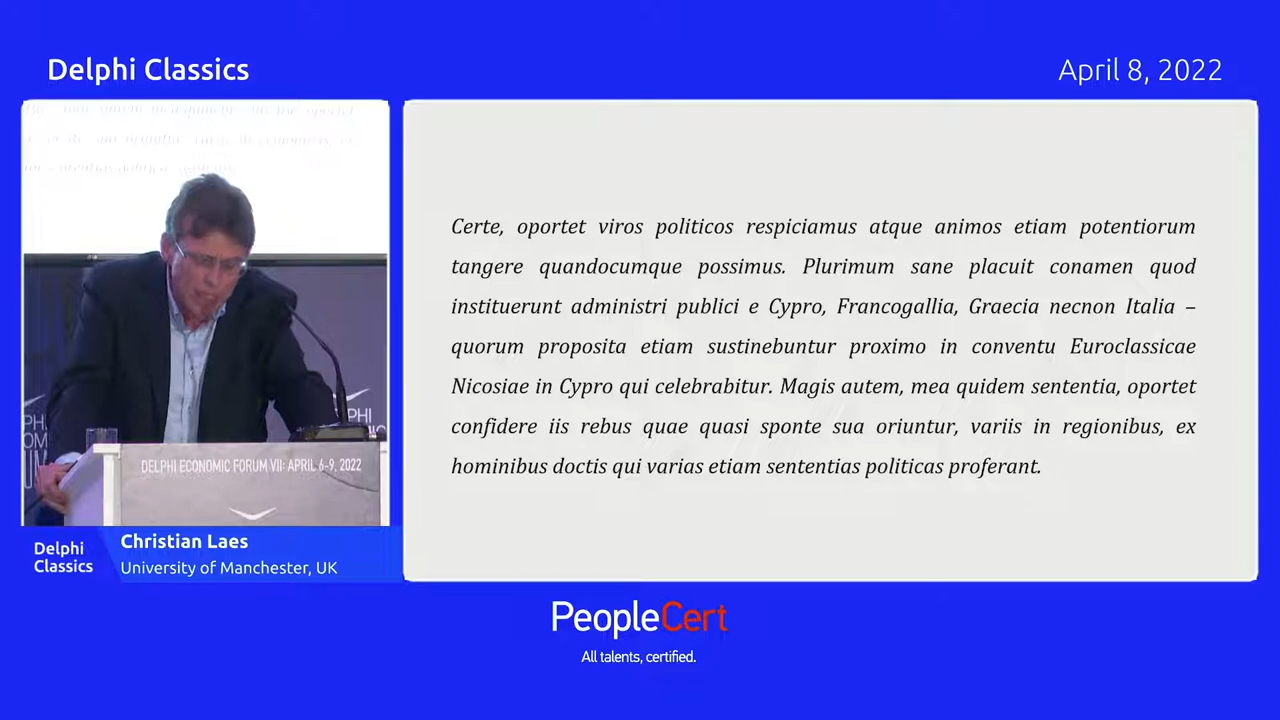 Delphi Classics
April 8, 2022
Certe, oportet viros politicos respiciamus atque animos etiam potentiorum
tangere quandocumque possimus. Plurimum sane placuit conamen quod
instituerunt administri publici e Cypro, Francogallia, Graecia necnon Italia –
quorum proposita etiam sustinebuntur proximo in conventu Euroclassicae
Nicosiae in Cypro qui celebrabitur. Magis autem, mea quidem sententia, oportet
confidere iis rebus quae quasi sponte sua oriuntur, variis in regionibus, ex
hominibus doctis qui varias etiam sententias politicas proferant.
DELPHI ECONOMIC FORUM VII: APRIL 6-9, 2022
Delphi
Classics
Christian Laes
University of Manchester, UK
PeopleCert
All talents, certified.